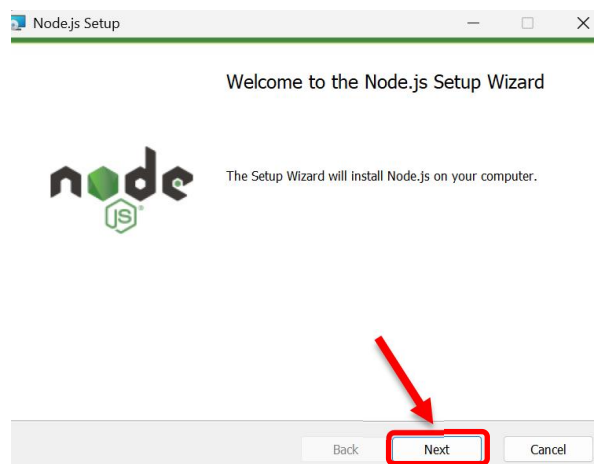 Node.js Setup
Welcome to the Node.js Setup Wizard
The Setup Wizard will install Node.js on your computer.
node
JS
Back Next Cancel